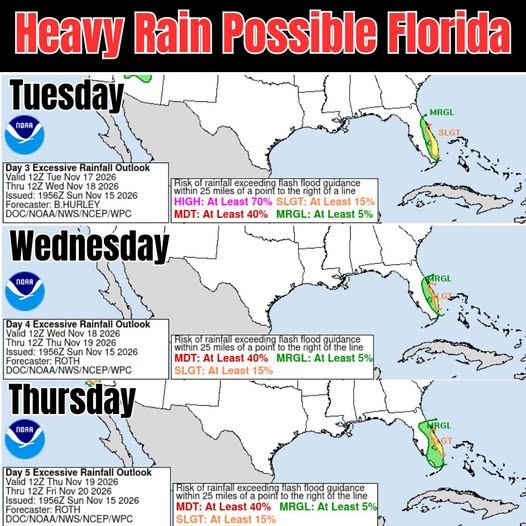 Heavy Rain Possible Florida
Tuesday
NOAA
MRGL
SLGT
Day 3 Excessive Rainfall Outlook
Valid 12Z Tue Nov 17 2026
Thru 12Z Wed Nov 18 2026
Issued: 1956Z Sun Nov 15 2026
Forecaster: B.HURLEY
DOC/NOAA/NWS/NCEP/WPC
Risk of rainfall exceeding flash flood guidance
within 25 miles of a point to the right of a line
HIGH: At Least 70% SLGT: At Least 15%
MDT: At Least 40% MRGL: At Least 5%
Wednesday
NOAA
MRGL
SLGT
Day 4 Excessive Rainfall Outlook
Valid 12Z Wed Nov 18 2026
Thru 12Z Thu Nov 19 2026
Issued: 1956Z Sun Nov 15 2026
Forecaster: ROTH
DOC/NOAA/NWS/NCEP/WPC
Risk of rainfall exceeding flash flood guidance
within 25 miles of a point to the right of the line
MDT: At Least 40% MRGL: At Least 5%
SLGT: At Least 15%
Thursday
NOAA
MRGL
SLGT
Day 5 Excessive Rainfall Outlook
Valid 12Z Thu Nov 19 2026
Thru 12Z Fri Nov 20 2026
Issued: 1956Z Sun Nov 15 2026
Forecaster: ROTH
DOC/NOAA/NWS/NCEP/WPC
Risk of rainfall exceeding flash flood guidance
within 25 miles of a point to the right of the line
MDT: At Least 40% MRGL: At Least 5%
SLGT: At Least 15%